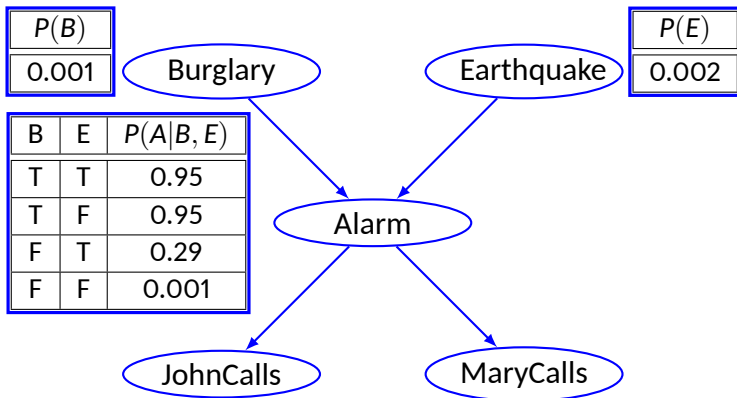 P(B)
0.001
Burglary
Earthquake
P(E)
0.002
B E P(A|B, E)
T T 0.95
T F 0.95
F T 0.29
F F 0.001
Alarm
JohnCalls
MaryCalls